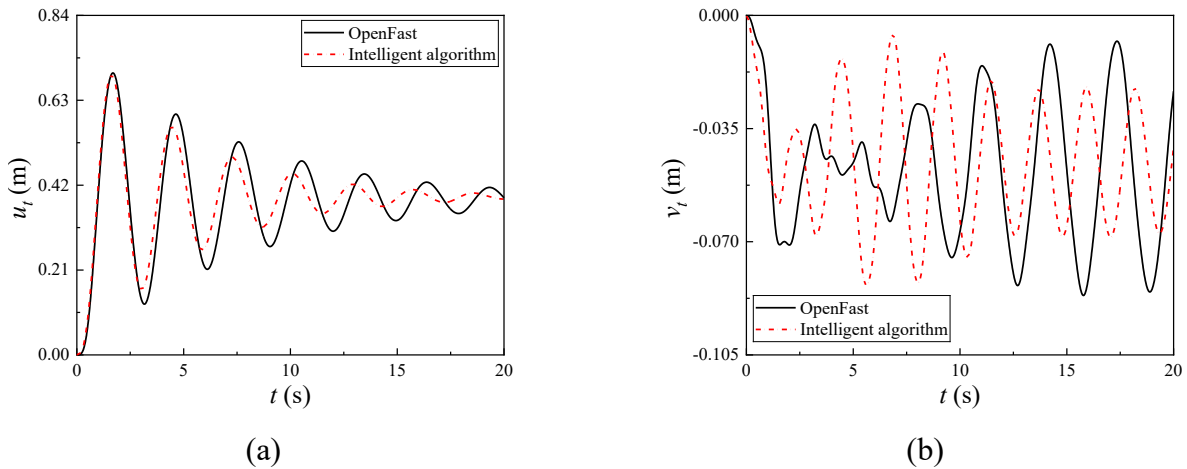 0.84
0.63
0.42
0.21
0.00
u_t (m)
OpenFast
Intelligent algorithm
0 5 10 15 20
t (s)
(a)
0.000
-0.035
-0.070
-0.105
v_t (m)
OpenFast
Intelligent algorithm
0 5 10 15 20
t (s)
(b)